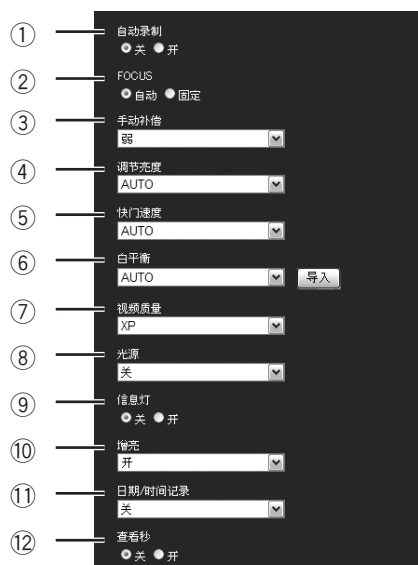 ① 自动录制
关 开
② FOCUS
自动 固定
③ 手动补偿
弱
④ 调节亮度
AUTO
⑤ 快门速度
AUTO
⑥ 白平衡
AUTO 导入
⑦ 视频质量
XP
⑧ 光源
关
⑨ 信息灯
关 开
⑩ 增亮
开
⑪ 日期/时间记录
关
⑫ 查看秒
关 开